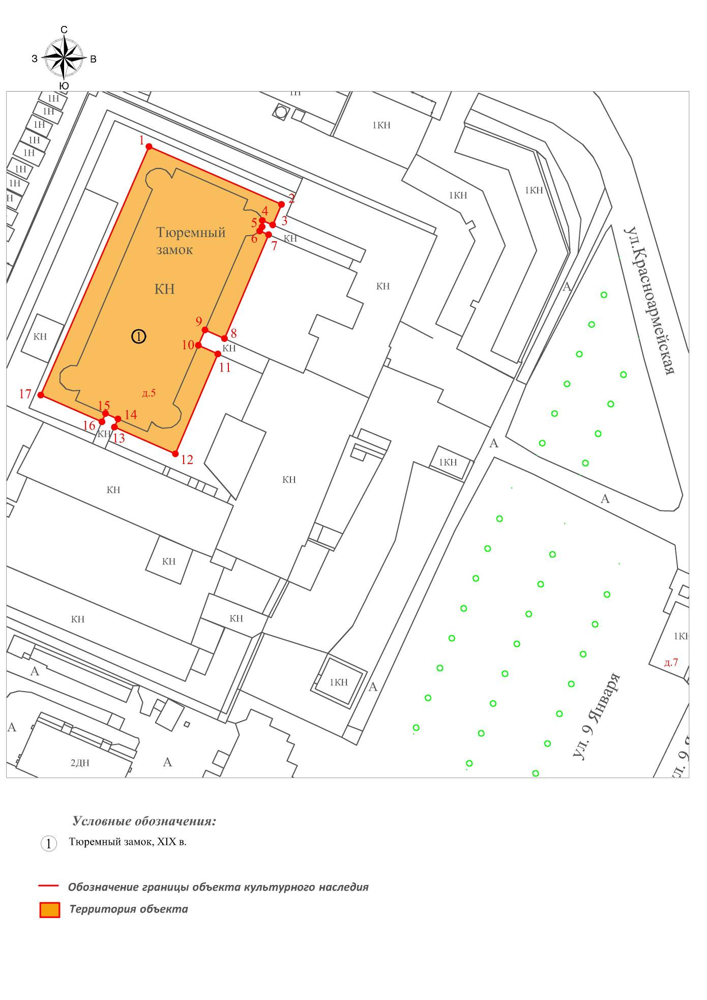 С
З
В
Ю
1Н
1Н
1Н
1Н
1Н
1Н
1Н
1Н
1Н
1КН
1КН
1КН
1
2
3
4
5
6
7
КН
Тюремный
замок
КН
КН
ул.Красноармейская
А
КН
1
9
8
10
КН
11
17
д.5
15
14
16
КН
13
12
А
1КН
КН
КН
А
КН
КН
КН
1КН
д.7
А
1КН
А
ул. 9 Января
А
2ДН
А
ул. 9 Я
Условные обозначения:
1 Тюремный замок, XIX в.
Обозначение границы объекта культурного наследия
Территория объекта